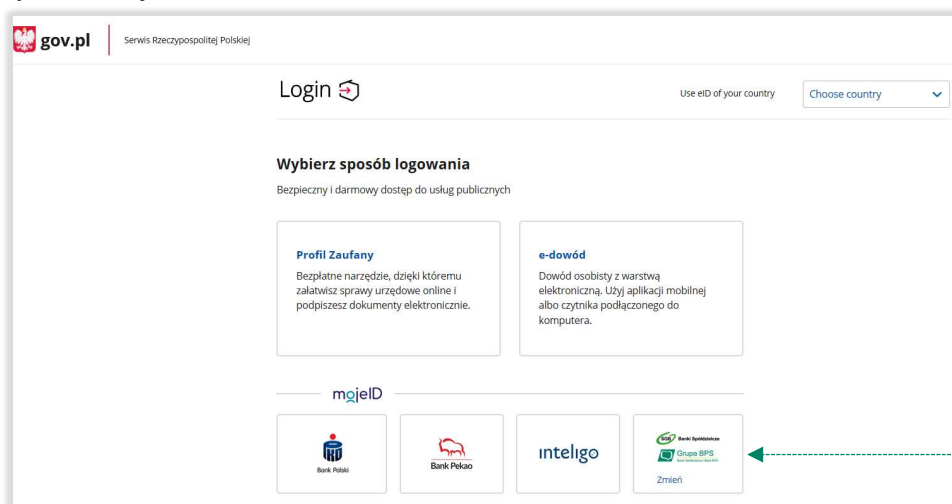 gov.pl
Serwis Rzeczypospolitej Polskiej
Login
Use eID of your country
Choose country
Wybierz sposób logowania
Bezpieczny i darmowy dostęp do usług publicznych
Profil Zaufany
Bezpłatne narzędzie, dzięki któremu
załatwisz sprawy urzędowe online i
podpiszesz dokumenty elektronicznie.
e-dowód
Dowód osobisty z warstwą
elektroniczną. Użyj aplikacji mobilnej
albo czytnika podłączonego do
komputera.
mojeID
Bank Polski
Bank Pekao
inteligo
SGB Banki Spółdzielcze
Grupa BPS
Zmień